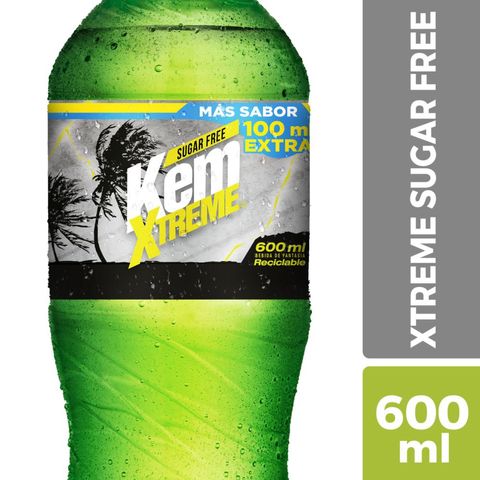 MÁS SABOR
100 ml
EXTRA
SUGAR FREE
Kem
XTREME
600 ml
BEBIDA DE FANTASÍA
Reciclable
XTREME SUGAR FREE
600
ml